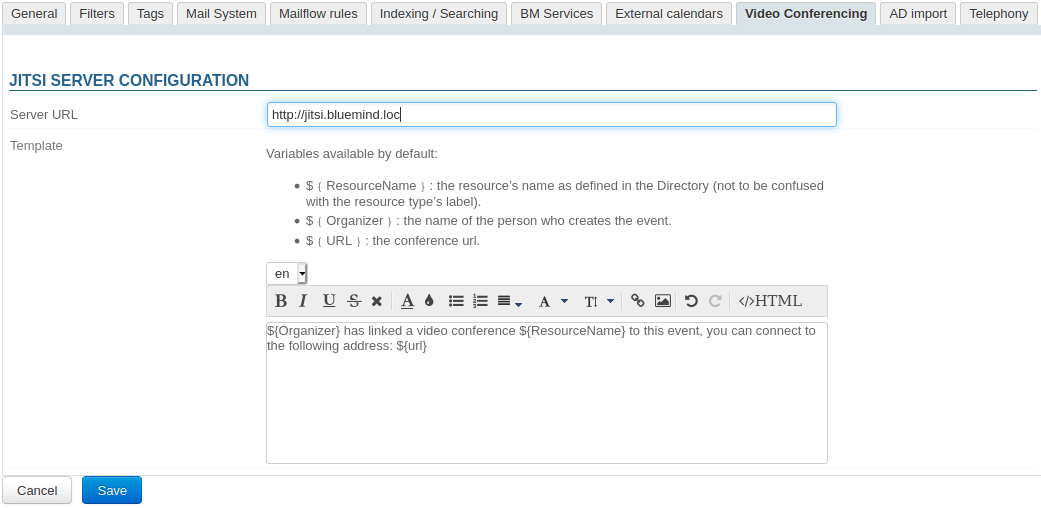 General Filters Tags Mail System Mailflow rules Indexing / Searching BM Services External calendars Video Conferencing AD import Telephony
JITSI SERVER CONFIGURATION
Server URL http://jitsi.bluemind.loc
Template
Variables available by default:
• $ { ResourceName } : the resource's name as defined in the Directory (not to be confused
with the resource type's label).
• $ { Organizer } : the name of the person who creates the event.
• $ { URL } : the conference url.
en
B I U S A A T! </>HTML
${Organizer} has linked a video conference ${ResourceName} to this event, you can connect to
the following address: ${url}
Cancel Save